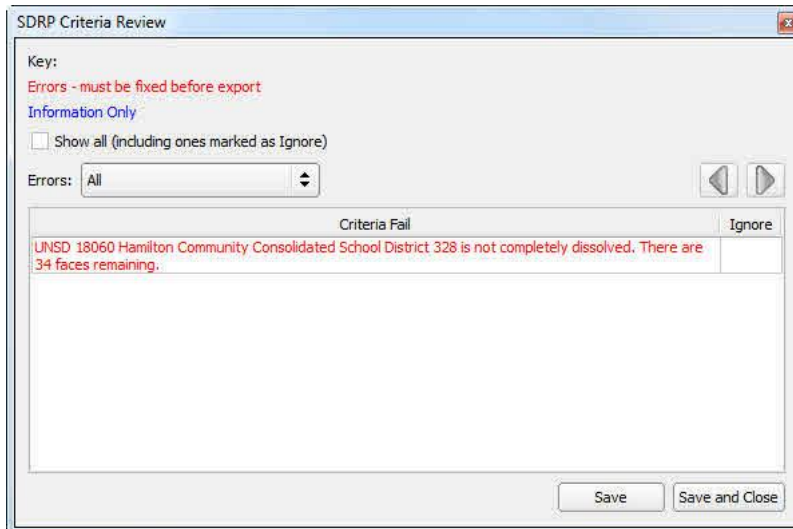 SDRP Criteria Review
Key:
Errors - must be fixed before export
Information Only
Show all (including ones marked as Ignore)
Errors: All
Criteria Fail Ignore
UNSD 18060 Hamilton Community Consolidated School District 328 is not completely dissolved. There are
34 faces remaining.
Save Save and Close